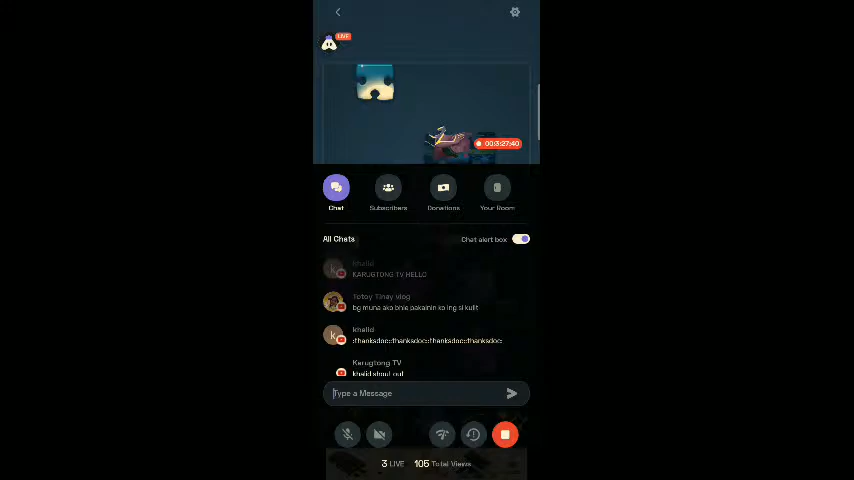 LIVE
00:3:27:40
Chat
Subscribers
Donations
Your Room
All Chats
Chat alert box
khalid
KARUGTONG TV HELLO
Totoy Tinay vlog
bg muna ako bhie pakainin ko lng si kulit
khalid
:thanksdoc::thanksdoc::thanksdoc::thanksdoc:
Karugtong TV
khalid shout out
Type a Message
3 LIVE 105 Total Views